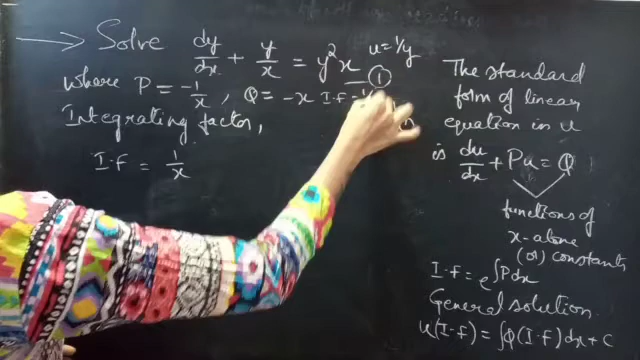 → Solve dy/dx + y/x = y²x — ① u = 1/y
where P = -1/x, Q = -x I.F =
Integrating factor,
I.F = 1/x
The standard
form of linear
equation in u
is du/dx + Pu = Q
functions of
x-alone
(or) constants
I.F = e^∫Pdx
General solution.
u(I.F) = ∫Q(I.F)dx + C